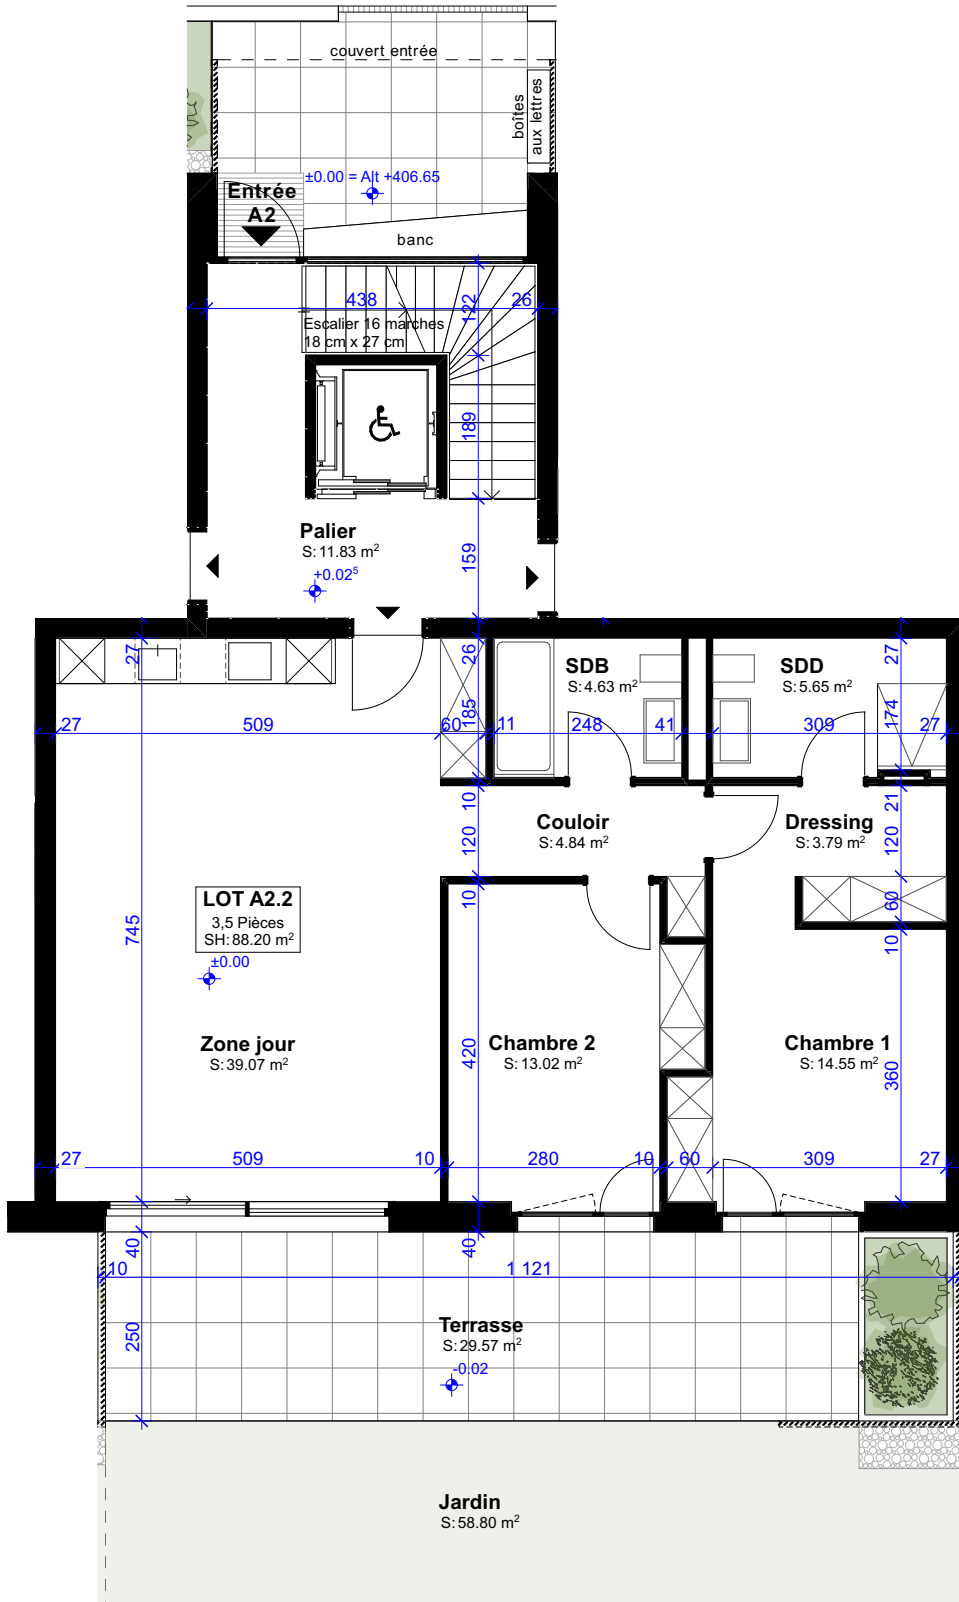 couvert entrée
boîtes
aux lettres
±0.00 = Alt +406.65
Entrée
A2
banc
438
26
122
Escalier 16 marches
18 cm x 27 cm
189
Palier
S: 11.83 m²
+0.02⁵
159
27
26
185
SDB
S: 4.63 m²
SDD
S: 5.65 m²
27
174
27
509
60
11
248
41
309
27
10
120
Couloir
S: 4.84 m²
Dressing
S: 3.79 m²
21
120
10
60
10
LOT A2.2
3,5 Pièces
SH: 88.20 m²
±0.00
745
Zone jour
S: 39.07 m²
420
Chambre 2
S: 13.02 m²
Chambre 1
S: 14.55 m²
360
27
509
10
280
10
60
309
27
40
40
10
1 121
250
Terrasse
S: 29.57 m²
-0.02
Jardin
S: 58.80 m²